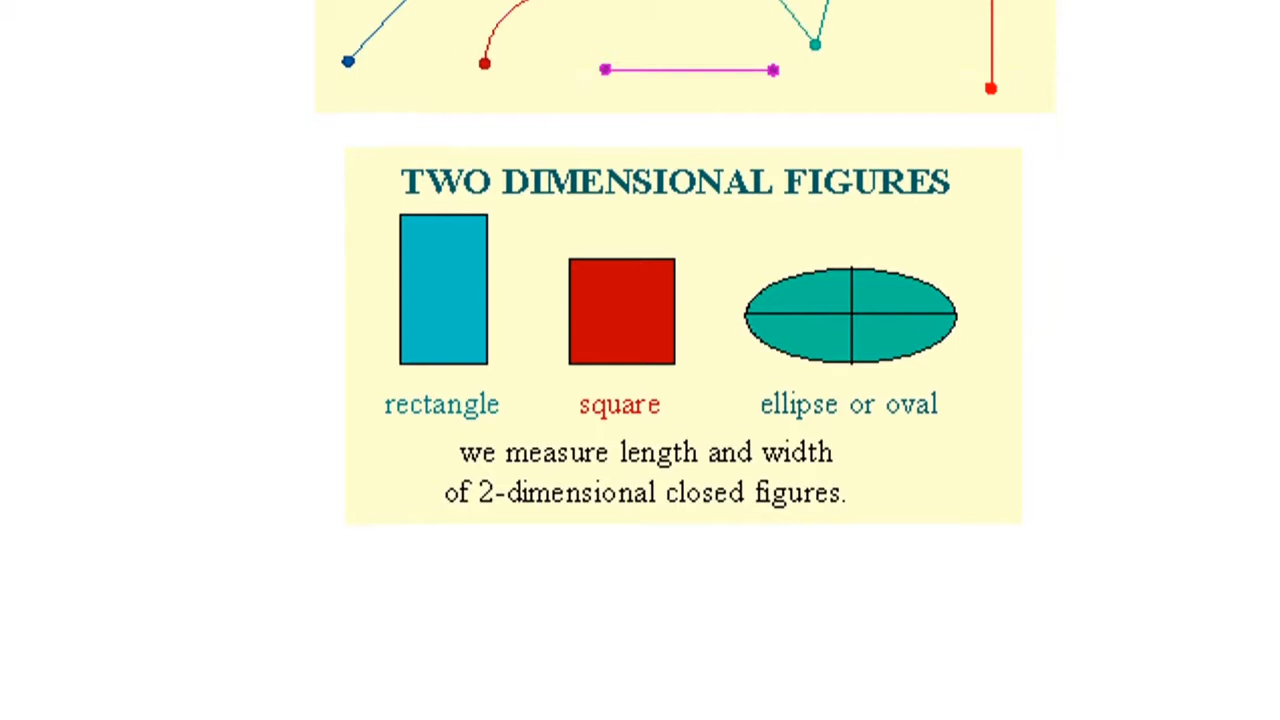 TWO DIMENSIONAL FIGURES
rectangle square ellipse or oval
we measure length and width
of 2-dimensional closed figures.